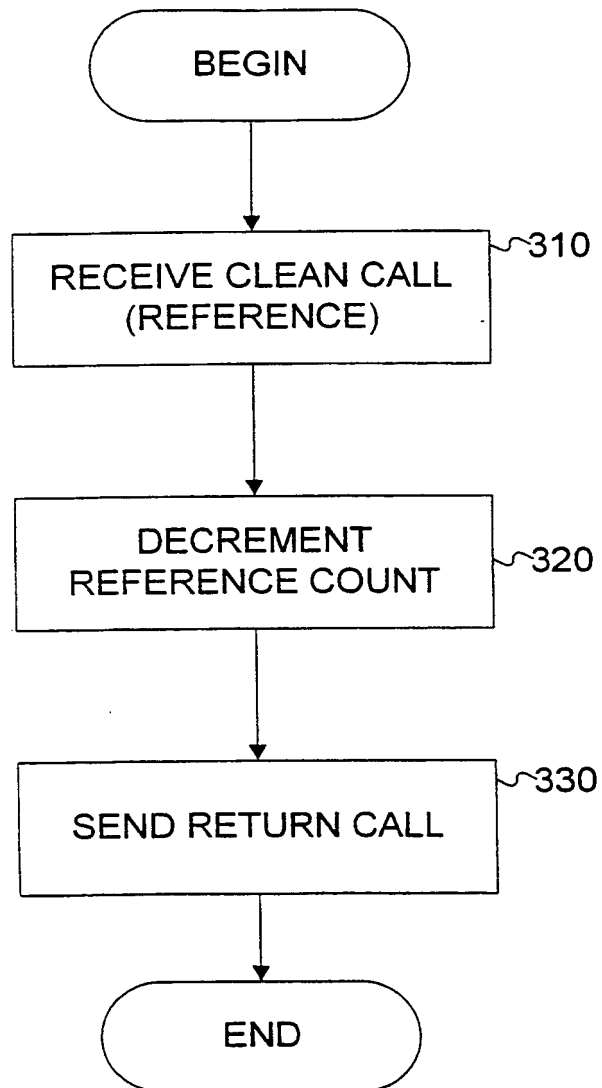 BEGIN
310
RECEIVE CLEAN CALL
(REFERENCE)
DECREMENT
REFERENCE COUNT
320
330
SEND RETURN CALL
END